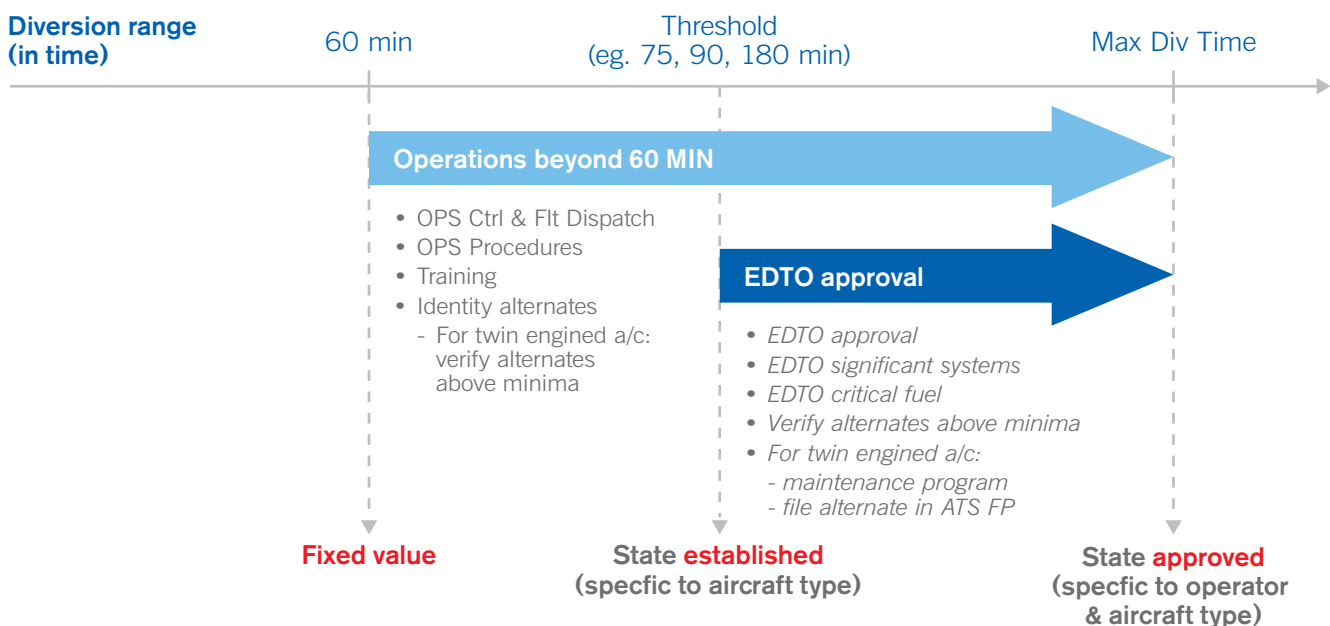 Diversion range
(in time)
60 min
Threshold
(eg. 75, 90, 180 min)
Max Div Time
Operations beyond 60 MIN
• OPS Ctrl & Flt Dispatch
• OPS Procedures
• Training
• Identity alternates
- For twin engined a/c:
verify alternates
above minima
EDTO approval
• EDTO approval
• EDTO significant systems
• EDTO critical fuel
• Verify alternates above minima
• For twin engined a/c:
- maintenance program
- file alternate in ATS FP
Fixed value
State established
(specfic to aircraft type)
State approved
(specfic to operator
& aircraft type)